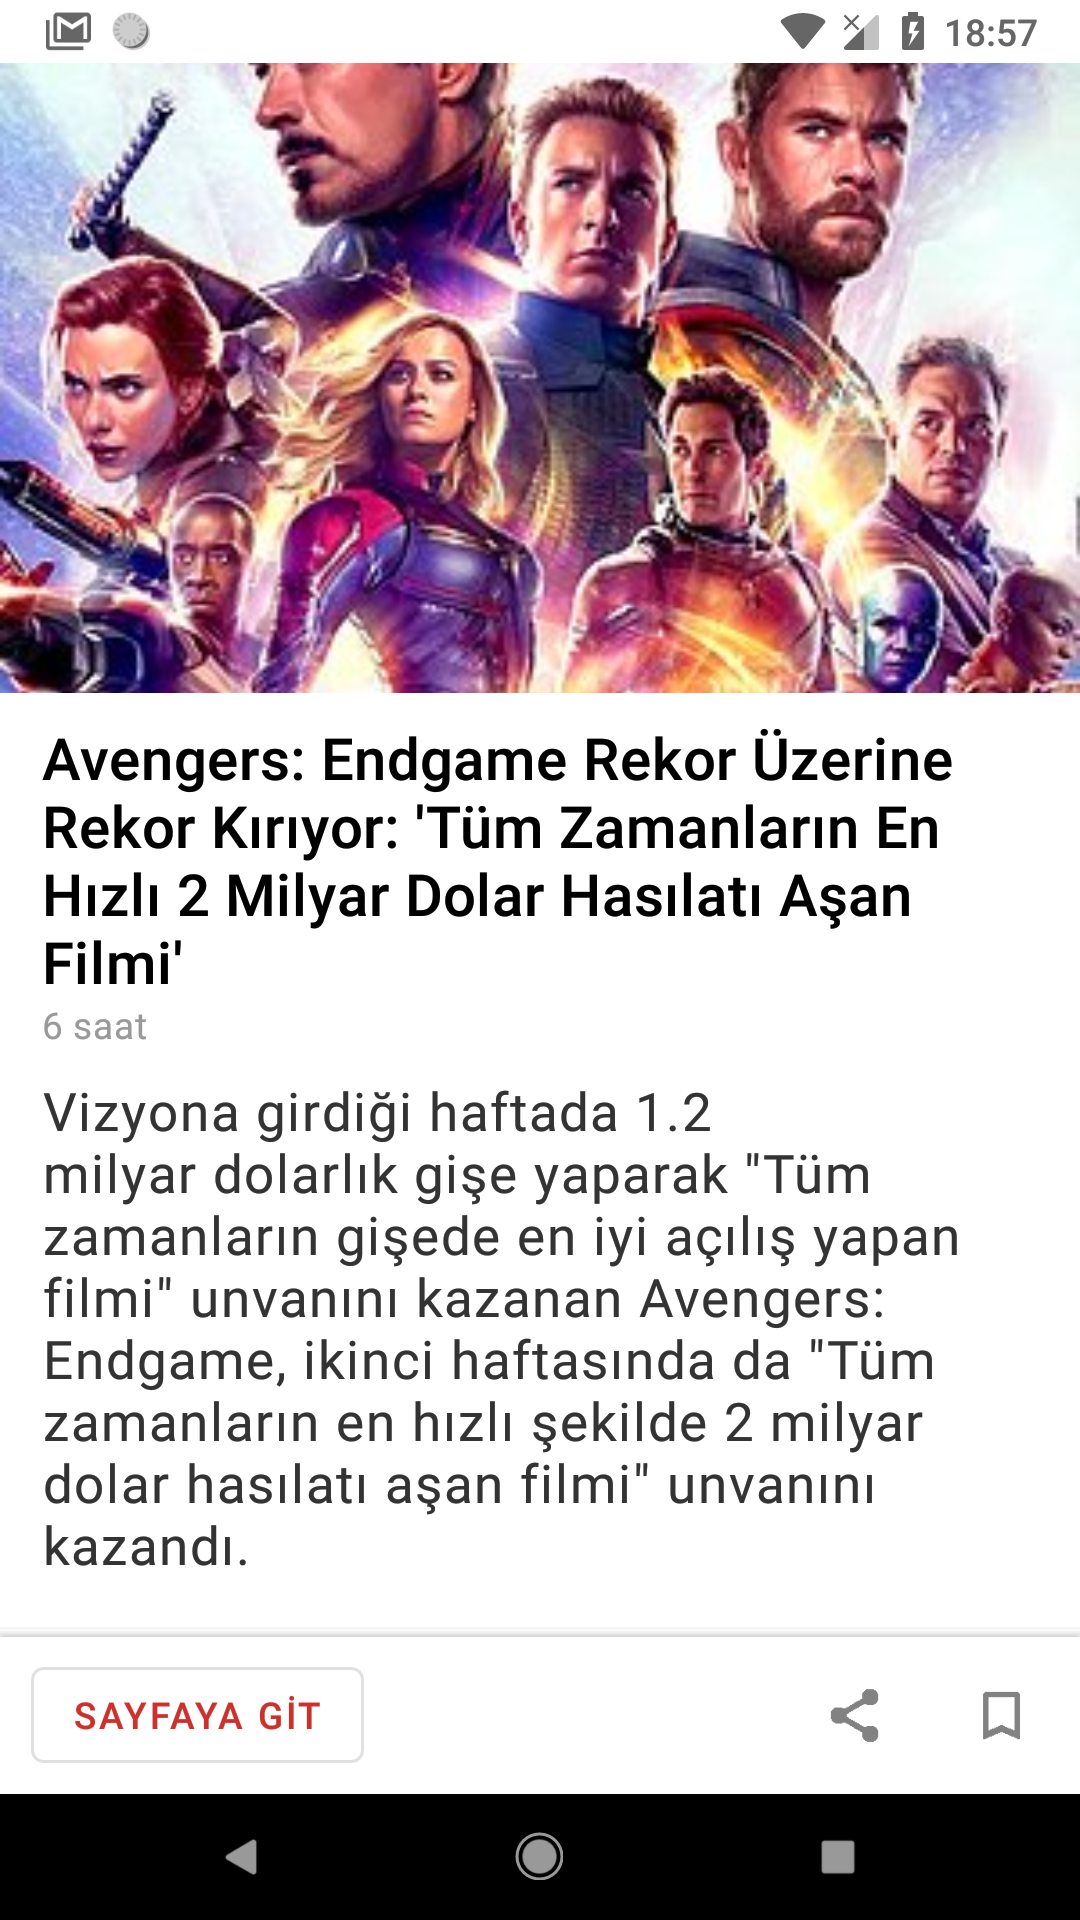 18:57
Avengers: Endgame Rekor Üzerine
Rekor Kırıyor: 'Tüm Zamanların En
Hızlı 2 Milyar Dolar Hasılatı Aşan
Filmi'
6 saat
Vizyona girdiği haftada 1.2
milyar dolarlık gişe yaparak "Tüm
zamanların gişede en iyi açılış yapan
filmi" unvanını kazanan Avengers:
Endgame, ikinci haftasında da "Tüm
zamanların en hızlı şekilde 2 milyar
dolar hasılatı aşan filmi" unvanını
kazandı.
SAYFAYA GİT